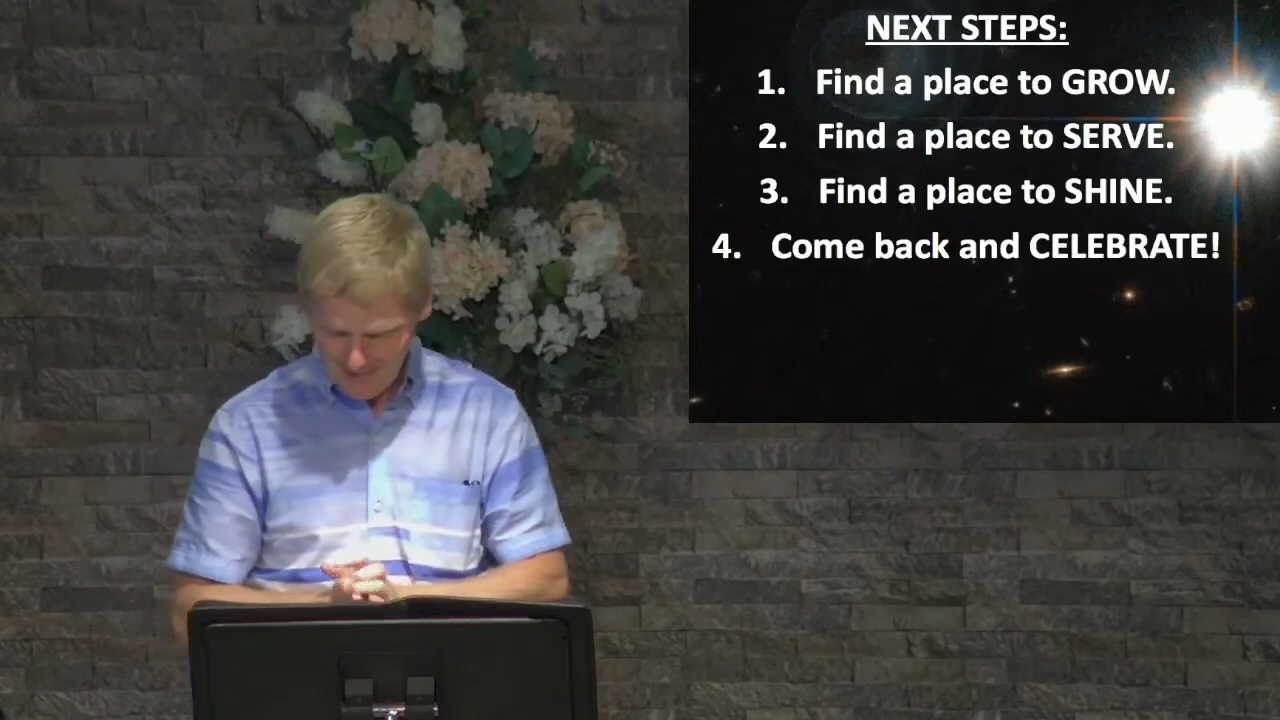 NEXT STEPS:
1. Find a place to GROW.
2. Find a place to SERVE.
3. Find a place to SHINE.
4. Come back and CELEBRATE!